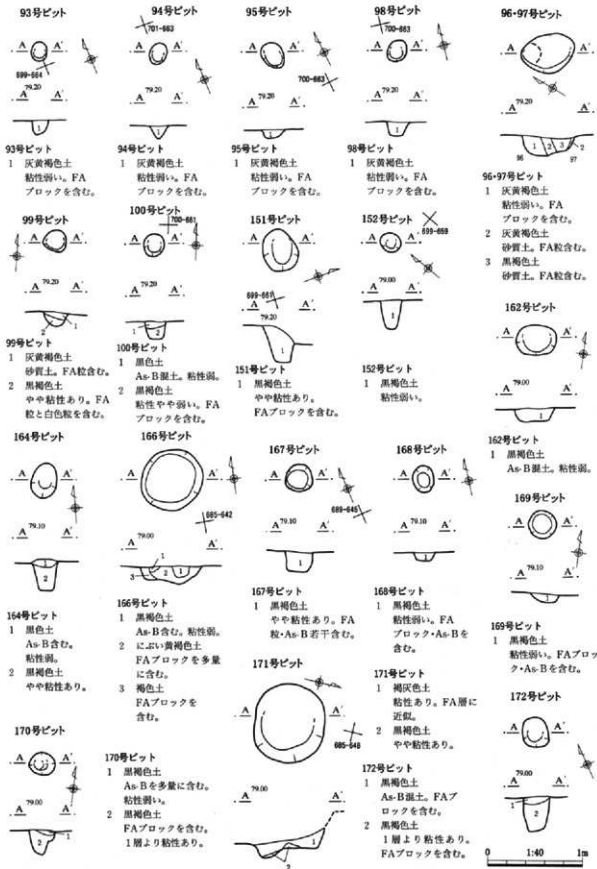 93号ピット
A A'
699-664
A 79.20 A'
1
93号ピット
1 灰黄褐色土
粘性弱い。FA
ブロックを含む。
94号ピット
701-663
A A'
A 79.20 A'
1
94号ピット
1 灰黄褐色土
粘性弱い。FA
ブロックを含む。
95号ピット
A A'
700-663
A 79.20 A'
1
95号ピット
1 灰黄褐色土
粘性弱い。FA
ブロックを含む。
98号ピット
700-663
A A'
A 79.20 A'
1
98号ピット
1 灰黄褐色土
粘性弱い。FA
ブロックを含む。
96・97号ピット
A A'
A 79.20 A'
1 2 3 2
96 97
96・97号ピット
1 灰黄褐色土
粘性弱い。FA
ブロックを含む。
2 灰黄褐色土
砂質土。FA粒含む。
3 黒褐色土
砂質土。FA粒含む。
99号ピット
A A'
A 79.20 A'
2 1
99号ピット
1 灰黄褐色土
砂質土。FA粒含む。
2 黒褐色土
やや粘性あり。FA
粒と白色粒を含む。
100号ピット
700-661
A A'
A 79.20 A'
1
2
100号ピット
1 黒色土
As-B混土。粘性弱。
2 黒褐色土
粘性やや弱い。FA
ブロックを含む。
151号ピット
A A'
699-661
A 79.20 A'
1
151号ピット
1 黒褐色土
やや粘性あり。
FAブロックを含む。
152号ピット
699-659
A A'
A 79.00 A'
1
152号ピット
1 黒褐色土
粘性弱い。
162号ピット
A A'
A 79.00 A'
1
162号ピット
1 黒褐色土
As-B混土。粘性弱。
164号ピット
A A'
A 79.10 A'
1
2
164号ピット
1 黒色土
As-B含む。
粘性弱。
2 黒褐色土
やや粘性あり。
166号ピット
A A'
685-642
A 79.00 A'
1
3 2 1
166号ピット
1 黒褐色土
As-B含む。粘性弱。
2 にぶい黄褐色土
FAブロックを多量
に含む。
3 褐色土
FAブロックを
含む。
167号ピット
A A'
689-645
A 79.10 A'
1
167号ピット
1 黒褐色土
やや粘性あり。FA
粒・As-B若干含む。
168号ピット
A A'
A 79.10 A'
1
168号ピット
1 黒褐色土
粘性弱い。FA
ブロック・As-Bを
含む。
169号ピット
A A'
A 79.10 A'
1
169号ピット
1 黒褐色土
粘性弱い。FAブロッ
ク・As-Bを含む。
170号ピット
A A'
A 79.00 A'
1
2
170号ピット
1 黒褐色土
As-Bを多量に含む。
粘性弱い。
2 黒褐色土
FAブロックを含む。
1層より粘性あり。
171号ピット
A A'
685-648
A 79.00 A'
1
2
171号ピット
1 褐灰色土
粘性あり。FA層に
近似。
2 黒褐色土
やや粘性あり。
172号ピット
A A'
A 79.00 A'
1
2
172号ピット
1 黒褐色土
As-B混土。FAブ
ロックを含む。
2 黒褐色土
1層より粘性あり。
FAブロックを含む。
0 1:40 1m